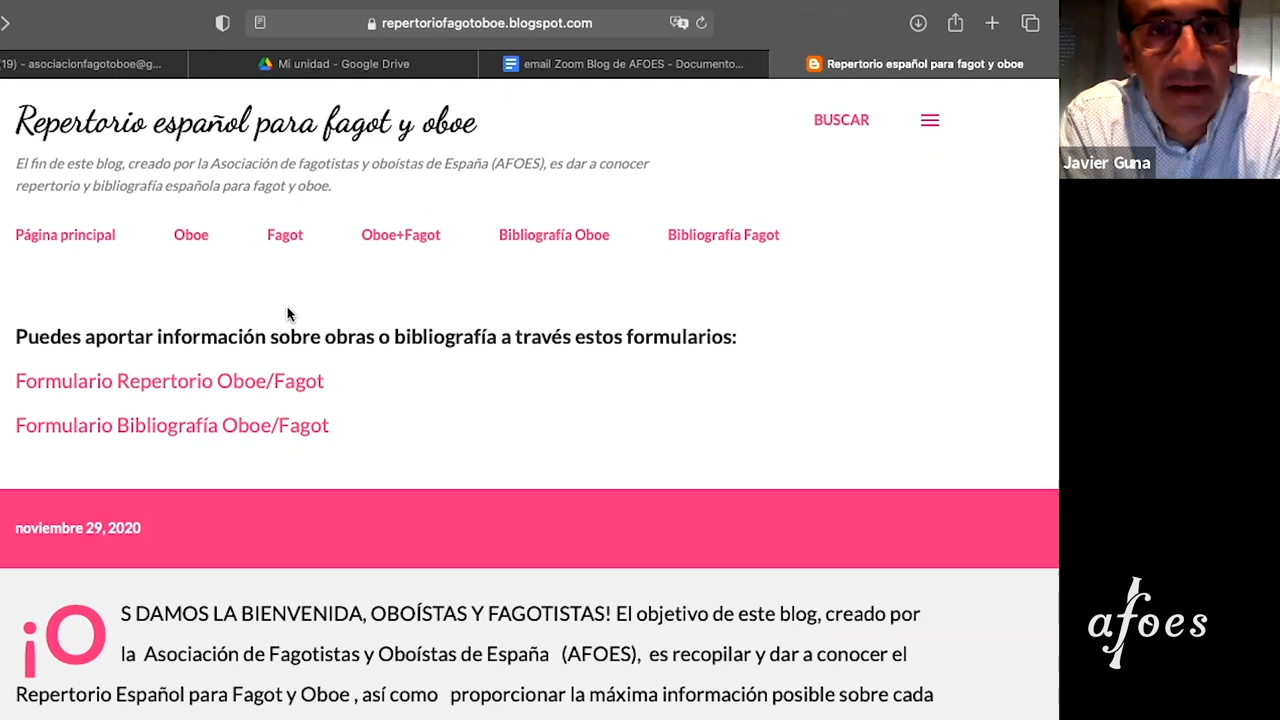 repertoriofagotoboe.blogspot.com
(19) - asociacionfagotoboe@g...
Mi unidad - Google Drive
email Zoom Blog de AFOES - Documento...
Repertorio español para fagot y oboe
Repertorio español para fagot y oboe
BUSCAR
El fin de este blog, creado por la Asociación de fagotistas y oboístas de España (AFOES), es dar a conocer
repertorio y bibliografía española para fagot y oboe.
Javier Guna
Página principal Oboe Fagot Oboe+Fagot Bibliografía Oboe Bibliografía Fagot
Puedes aportar información sobre obras o bibliografía a través estos formularios:
Formulario Repertorio Oboe/Fagot
Formulario Bibliografía Oboe/Fagot
noviembre 29, 2020
¡OS DAMOS LA BIENVENIDA, OBOÍSTAS Y FAGOTISTAS! El objetivo de este blog, creado por
la Asociación de Fagotistas y Oboístas de España (AFOES), es recopilar y dar a conocer el
Repertorio Español para Fagot y Oboe , así como proporcionar la máxima información posible sobre cada
afoes